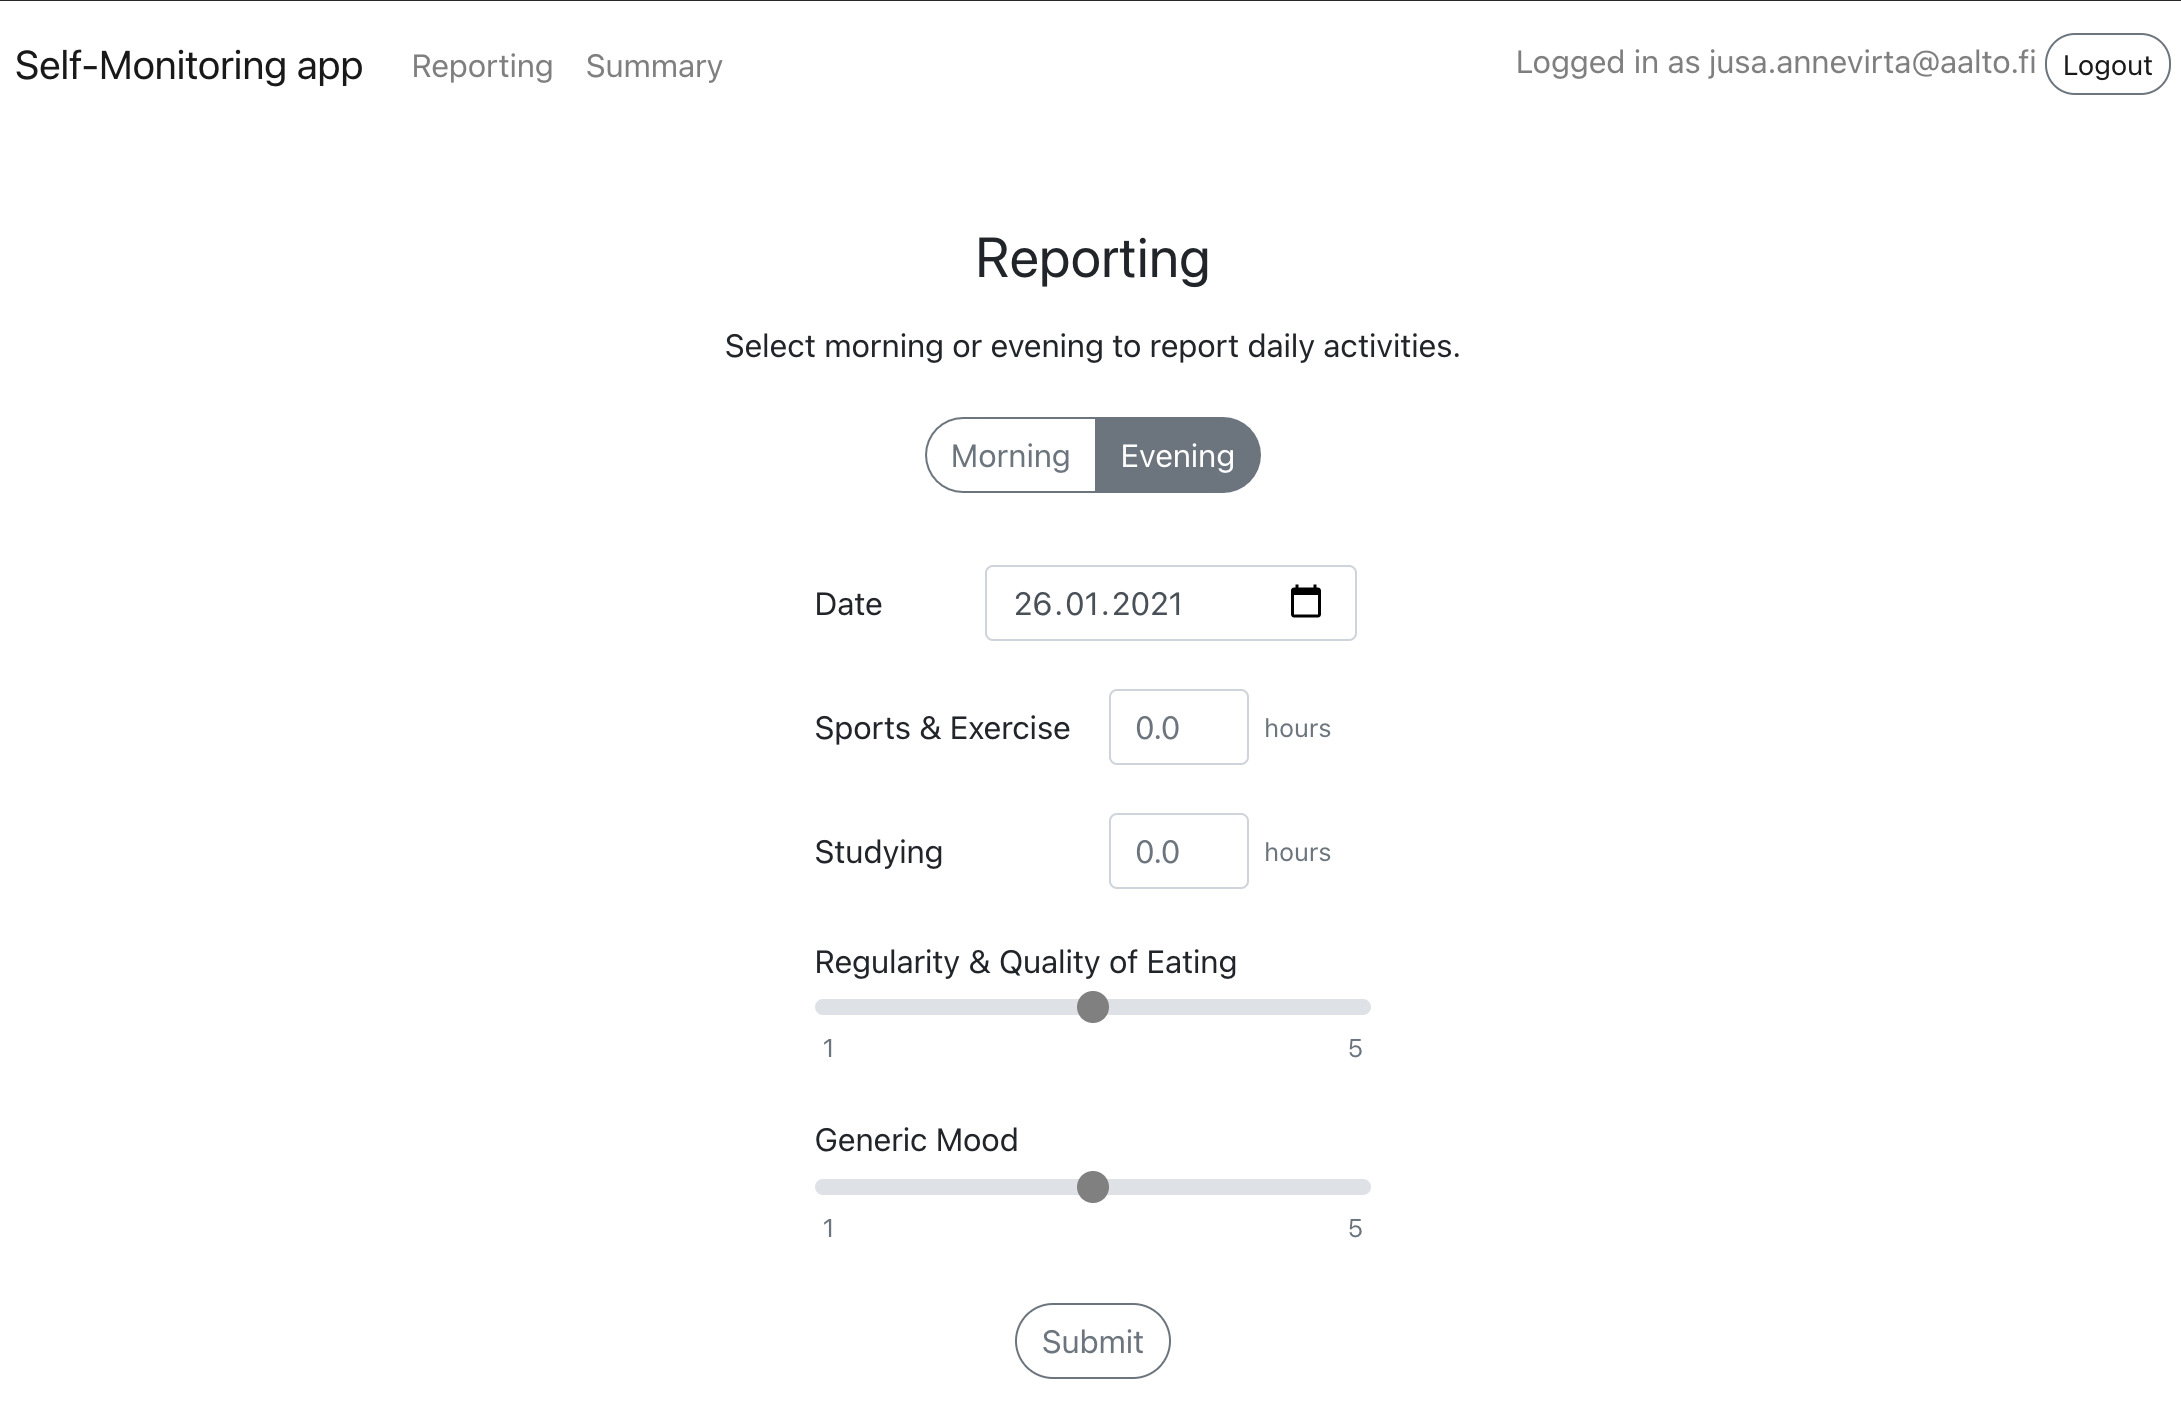 Self-Monitoring app Reporting Summary Logged in as jusa.annevirta@aalto.fi Logout
Reporting
Select morning or evening to report daily activities.
Morning Evening
Date 26.01.2021
Sports & Exercise 0.0 hours
Studying 0.0 hours
Regularity & Quality of Eating
1 5
Generic Mood
1 5
Submit